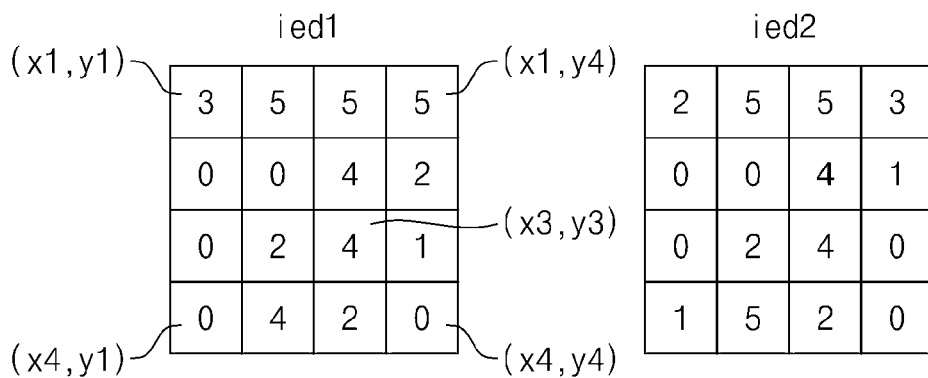 ied1 ied2
(x1,y1) (x1,y4)
3 5 5 5 2 5 5 3
0 0 4 2 0 0 4 1
(x3,y3)
0 2 4 1 0 2 4 0
0 4 2 0 1 5 2 0
(x4,y1) (x4,y4)